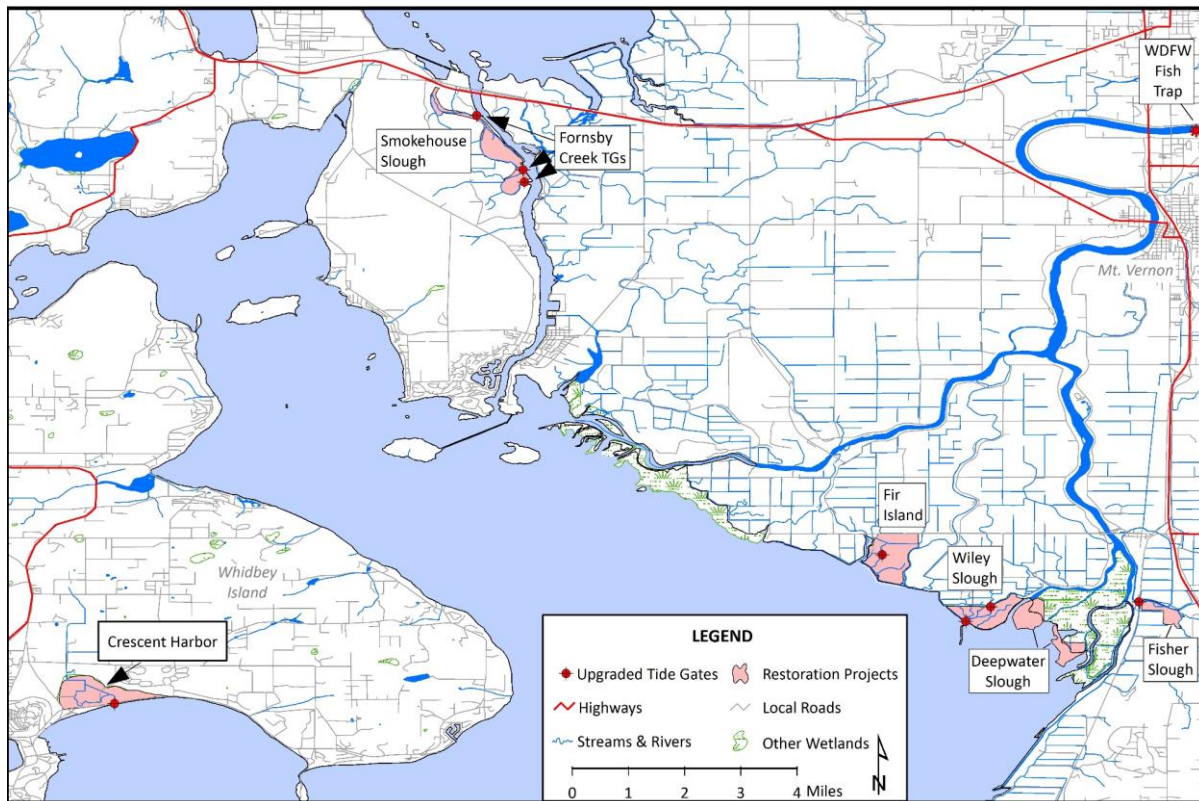 WDFW
Fish
Trap
Smokehouse
Slough
Fornsby
Creek TGs
Mt. Vernon
Fir
Island
Wiley
Slough
Whidbey
Island
Crescent Harbor
Deepwater
Slough
Fisher
Slough
LEGEND
Upgraded Tide Gates
Restoration Projects
Highways
Local Roads
Streams & Rivers
Other Wetlands
0 1 2 3 4 Miles
N